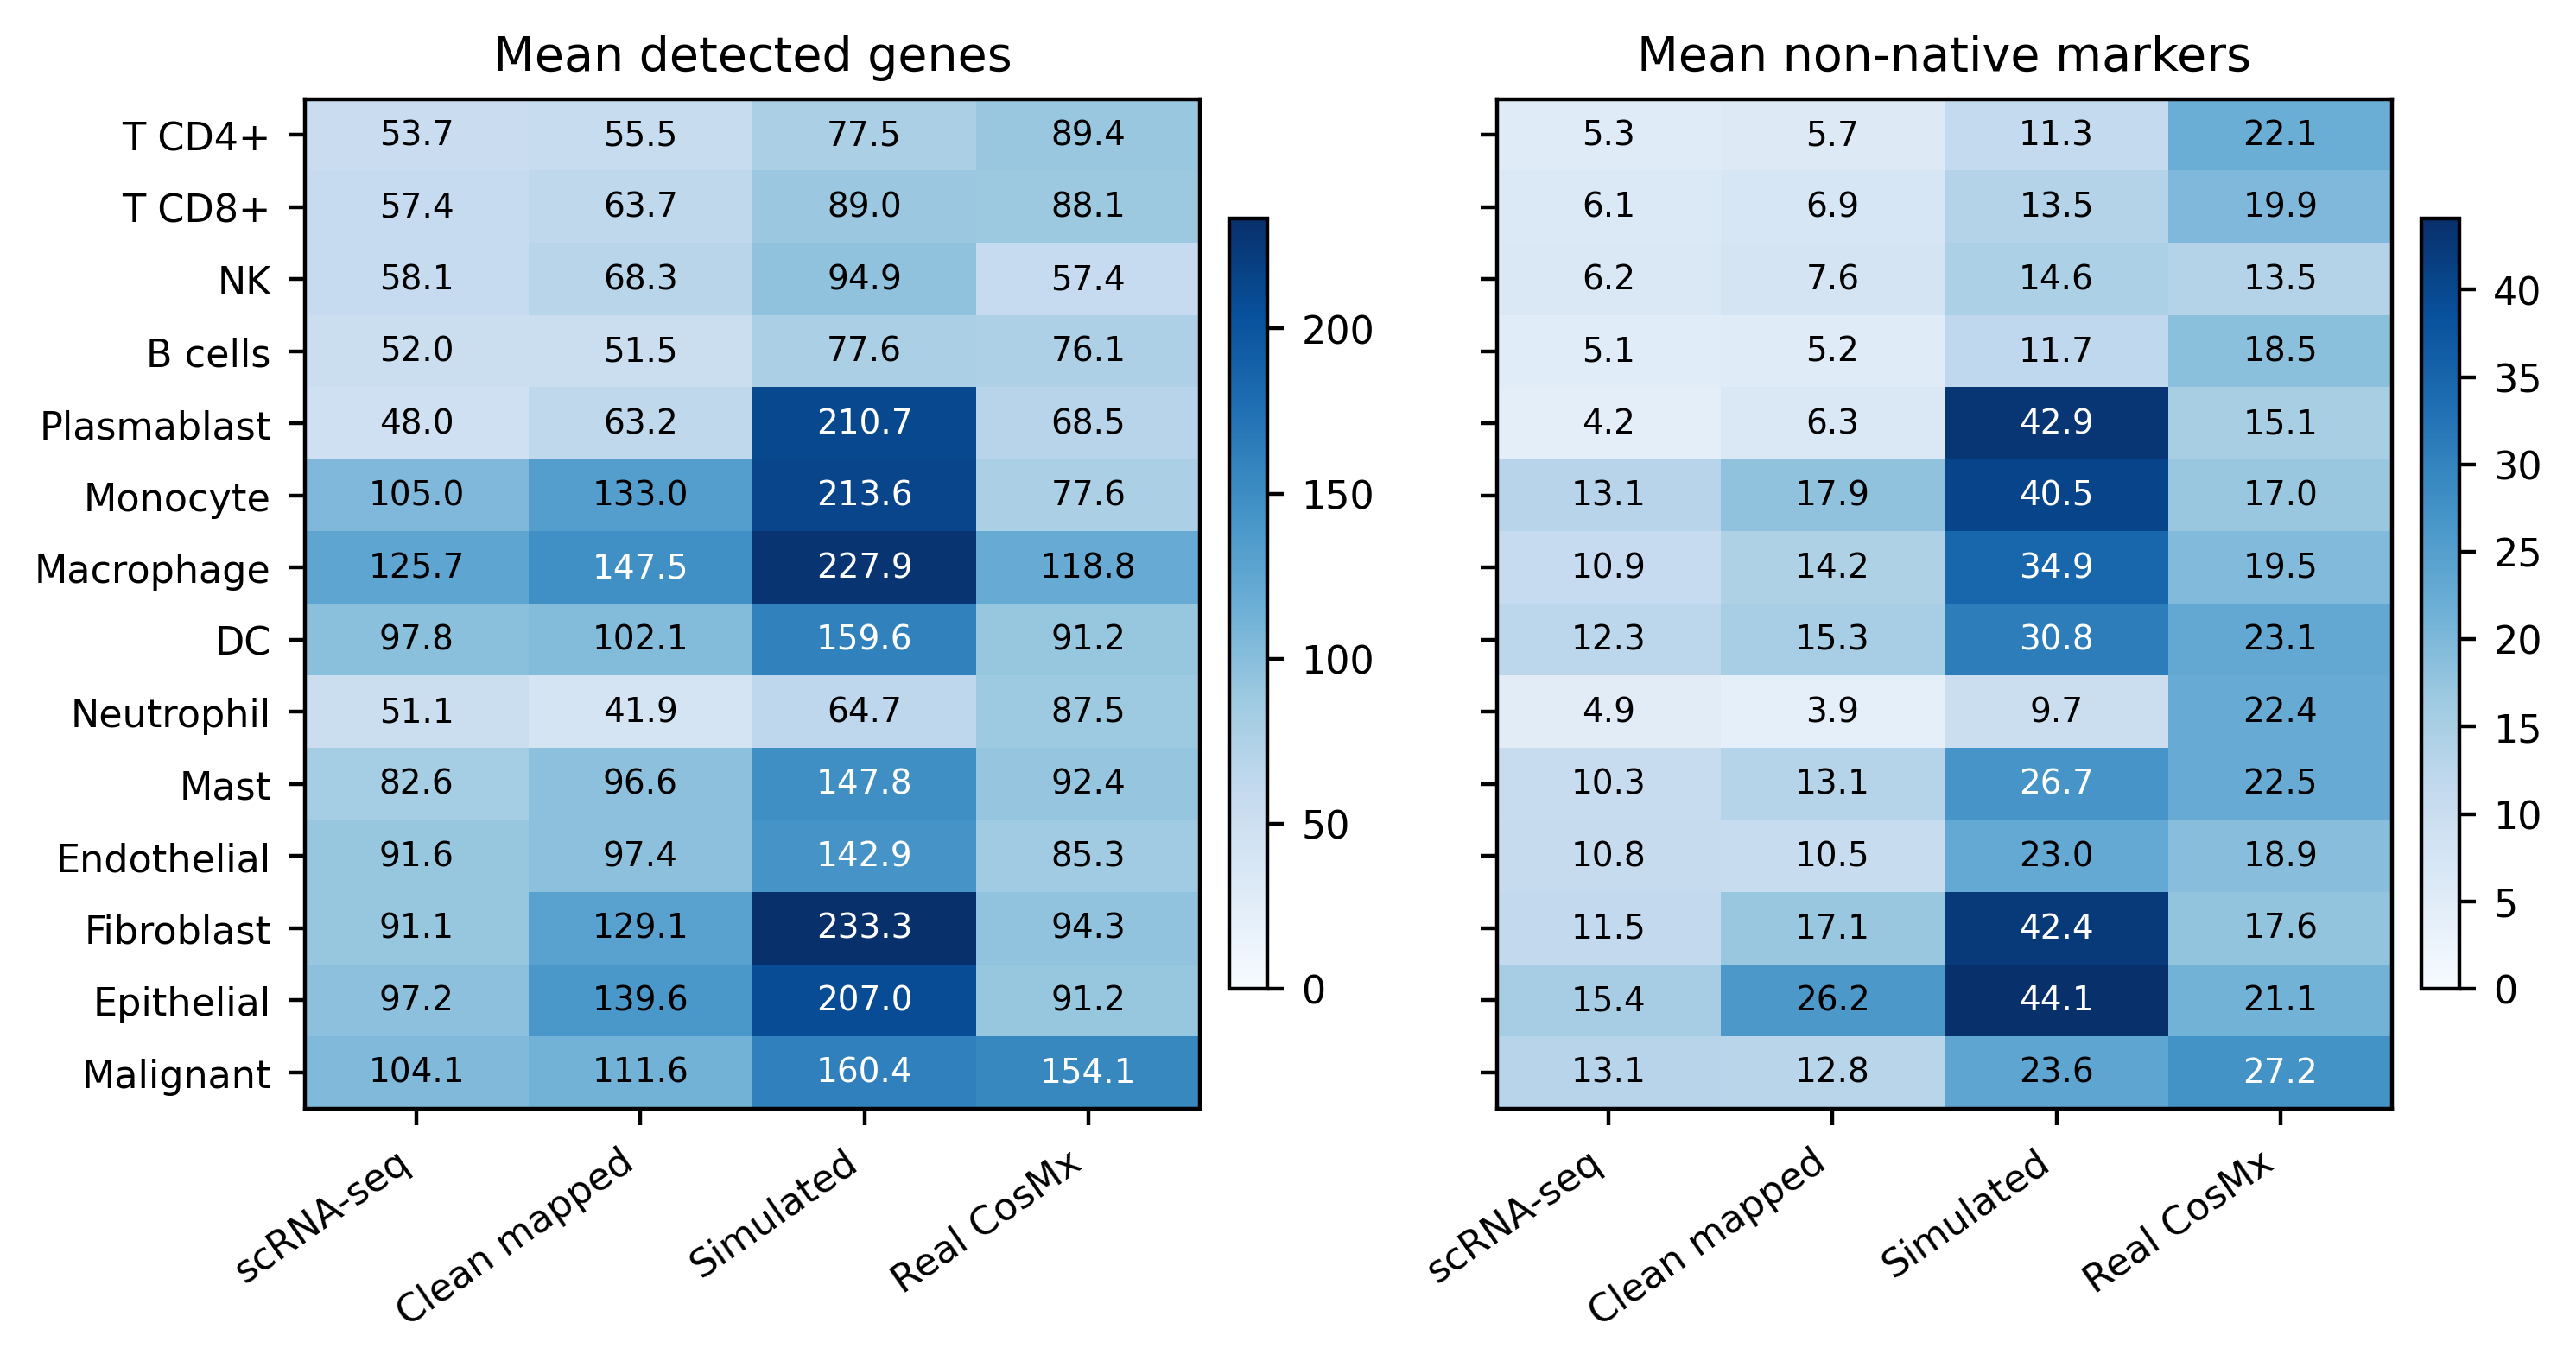 Mean detected genes
T CD4+ 53.7 55.5 77.5 89.4
T CD8+ 57.4 63.7 89.0 88.1
NK 58.1 68.3 94.9 57.4
B cells 52.0 51.5 77.6 76.1
Plasmablast 48.0 63.2 210.7 68.5
Monocyte 105.0 133.0 213.6 77.6
Macrophage 125.7 147.5 227.9 118.8
DC 97.8 102.1 159.6 91.2
Neutrophil 51.1 41.9 64.7 87.5
Mast 82.6 96.6 147.8 92.4
Endothelial 91.6 97.4 142.9 85.3
Fibroblast 91.1 129.1 233.3 94.3
Epithelial 97.2 139.6 207.0 91.2
Malignant 104.1 111.6 160.4 154.1
scRNA-seq Clean mapped Simulated Real CosMx
200
150
100
50
0
Mean non-native markers
5.3 5.7 11.3 22.1
6.1 6.9 13.5 19.9
6.2 7.6 14.6 13.5
5.1 5.2 11.7 18.5
4.2 6.3 42.9 15.1
13.1 17.9 40.5 17.0
10.9 14.2 34.9 19.5
12.3 15.3 30.8 23.1
4.9 3.9 9.7 22.4
10.3 13.1 26.7 22.5
10.8 10.5 23.0 18.9
11.5 17.1 42.4 17.6
15.4 26.2 44.1 21.1
13.1 12.8 23.6 27.2
scRNA-seq Clean mapped Simulated Real CosMx
40
35
30
25
20
15
10
5
0